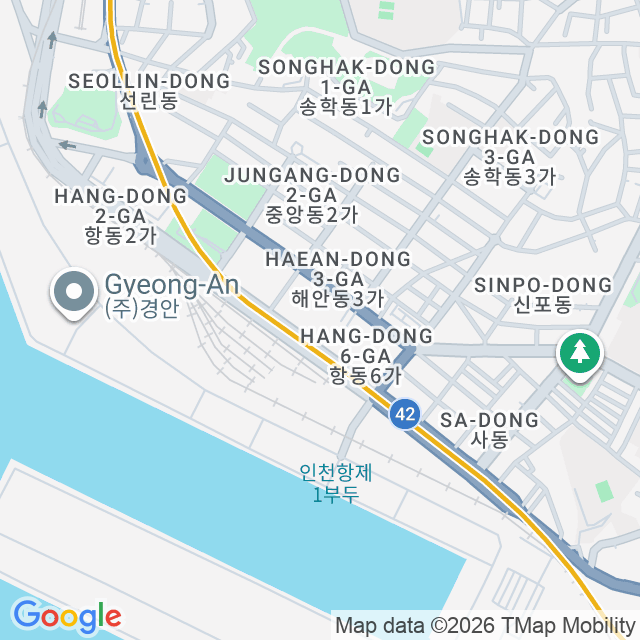 SEOLLIN-DONG
선린동
SONGHAK-DONG
1-GA
송학동1가
SONGHAK-DONG
3-GA
송학동3가
JUNGANG-DONG
2-GA
중앙동2가
HANG-DONG
2-GA
항동2가
HAEAN-DONG
3-GA
해안동3가
Gyeong-An
(주)경안
SINPO-DONG
신포동
HANG-DONG
6-GA
항동6가
42
SA-DONG
사동
인천항제
1부두
Google
Map data ©2026 TMap Mobility